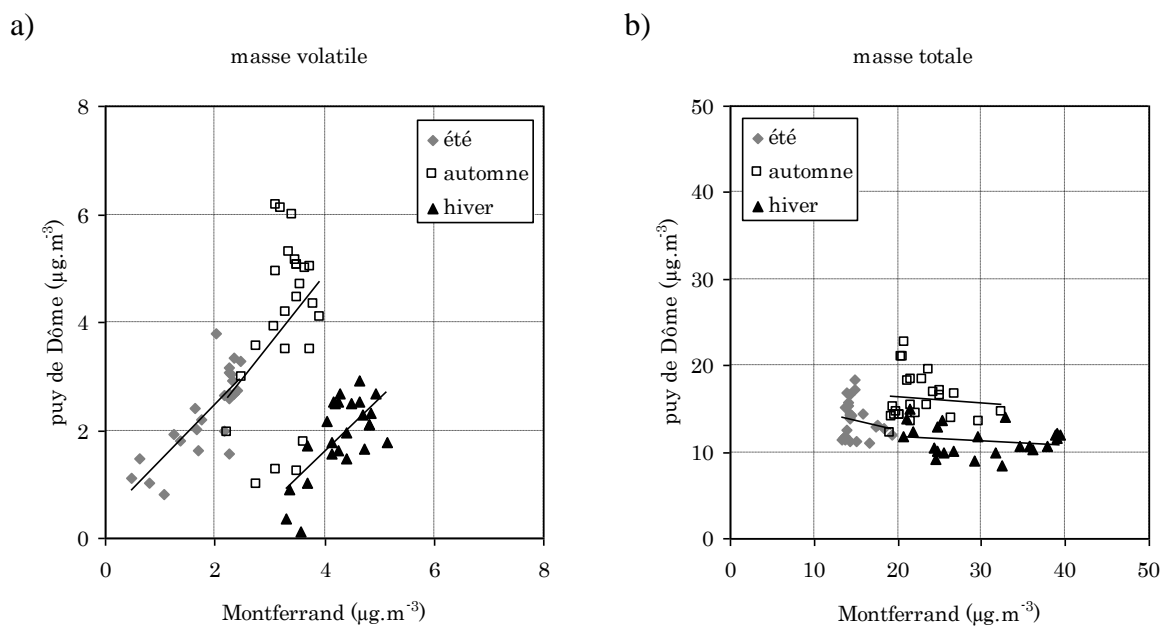 a)
masse volatile
8
6
4
2
0
0
2
4
6
8
puy de Dôme (µg.m-3)
Montferrand (µg.m-3)
été
automne
hiver
b)
masse totale
50
40
30
20
10
0
0
10
20
30
40
50
puy de Dôme (µg.m-3)
Montferrand (µg.m-3)
été
automne
hiver